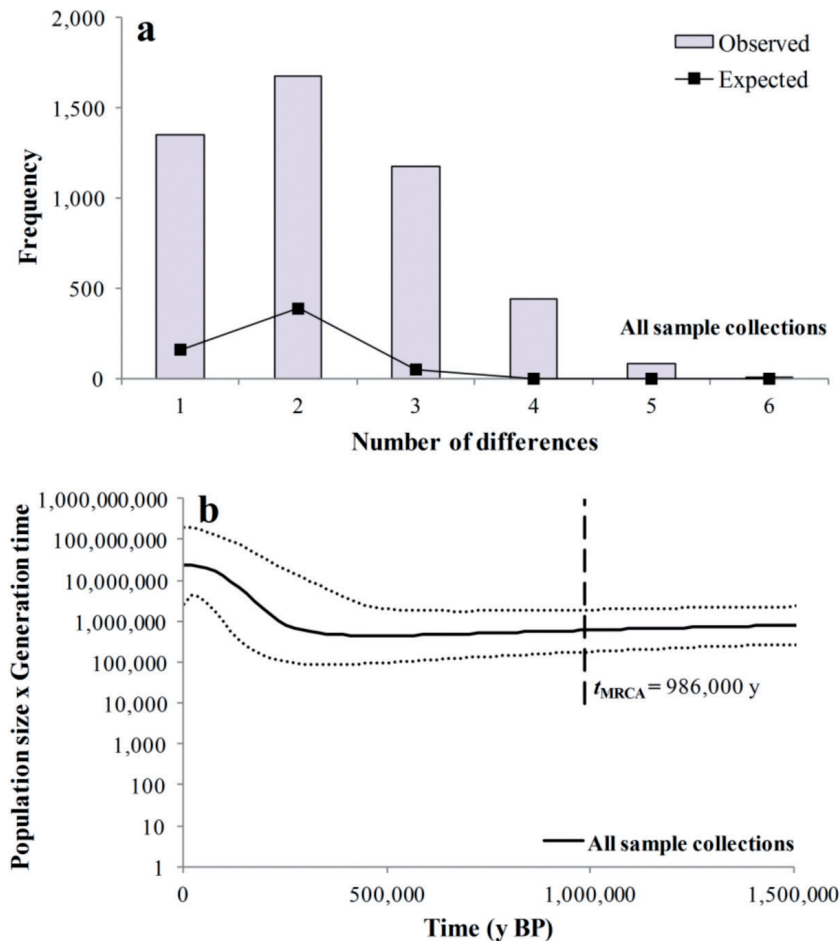 a
2,000
1,500
1,000
500
0
Frequency
Observed
Expected
All sample collections
1 2 3 4 5 6
Number of differences
b
1,000,000,000
100,000,000
10,000,000
1,000,000
100,000
10,000
1,000
100
10
1
Population size x Generation time
tMRCA = 986,000 y
All sample collections
0 500,000 1,000,000 1,500,000
Time (y BP)